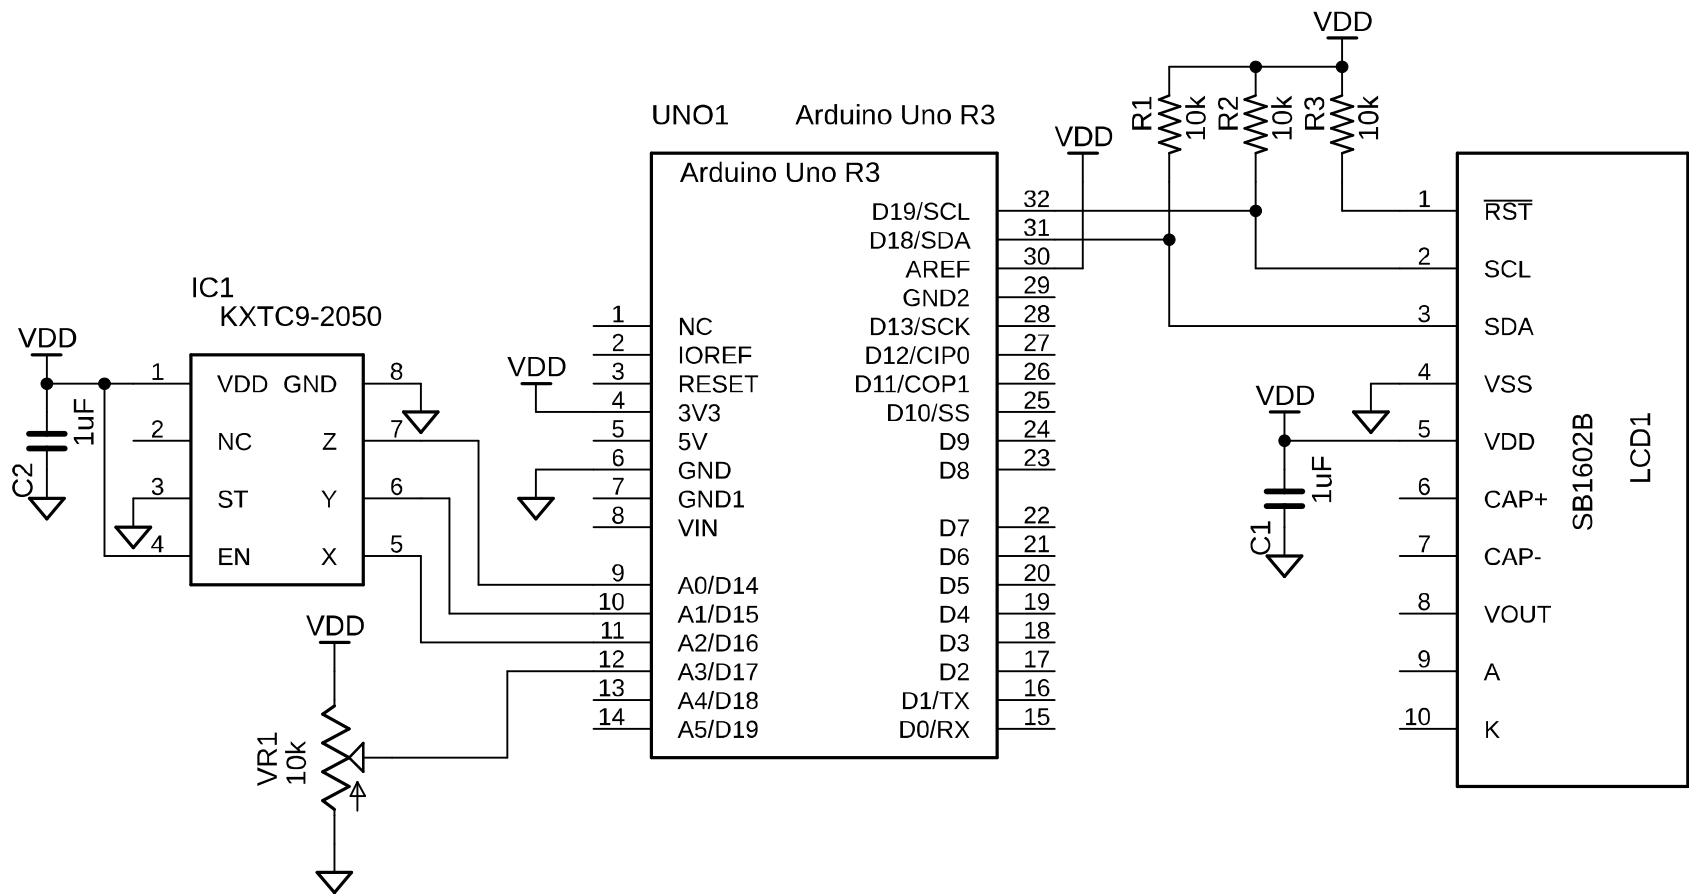 VDD
UNO1 Arduino Uno R3
R1 10k R2 10k R3 10k
VDD
Arduino Uno R3
D19/SCL 32
D18/SDA 31
AREF 30
GND2 29
D13/SCK 28
D12/CIP0 27
D11/COP1 26
D10/SS 25
D9 24
D8 23
D7 22
D6 21
D5 20
D4 19
D3 18
D2 17
D1/TX 16
D0/RX 15
1 NC
2 IOREF
3 RESET
4 3V3
5 5V
6 GND
7 GND1
8 VIN
9 A0/D14
10 A1/D15
11 A2/D16
12 A3/D17
13 A4/D18
14 A5/D19
VDD
IC1
KXTC9-2050
VDD
1 VDD GND 8
2 NC Z 7
3 ST Y 6
4 EN X 5
C2 1uF
VDD
VR1
10k
1 RST
2 SCL
3 SDA
4 VSS
5 VDD
6 CAP+
7 CAP-
8 VOUT
9 A
10 K
SB1602B
LCD1
VDD
C1 1uF